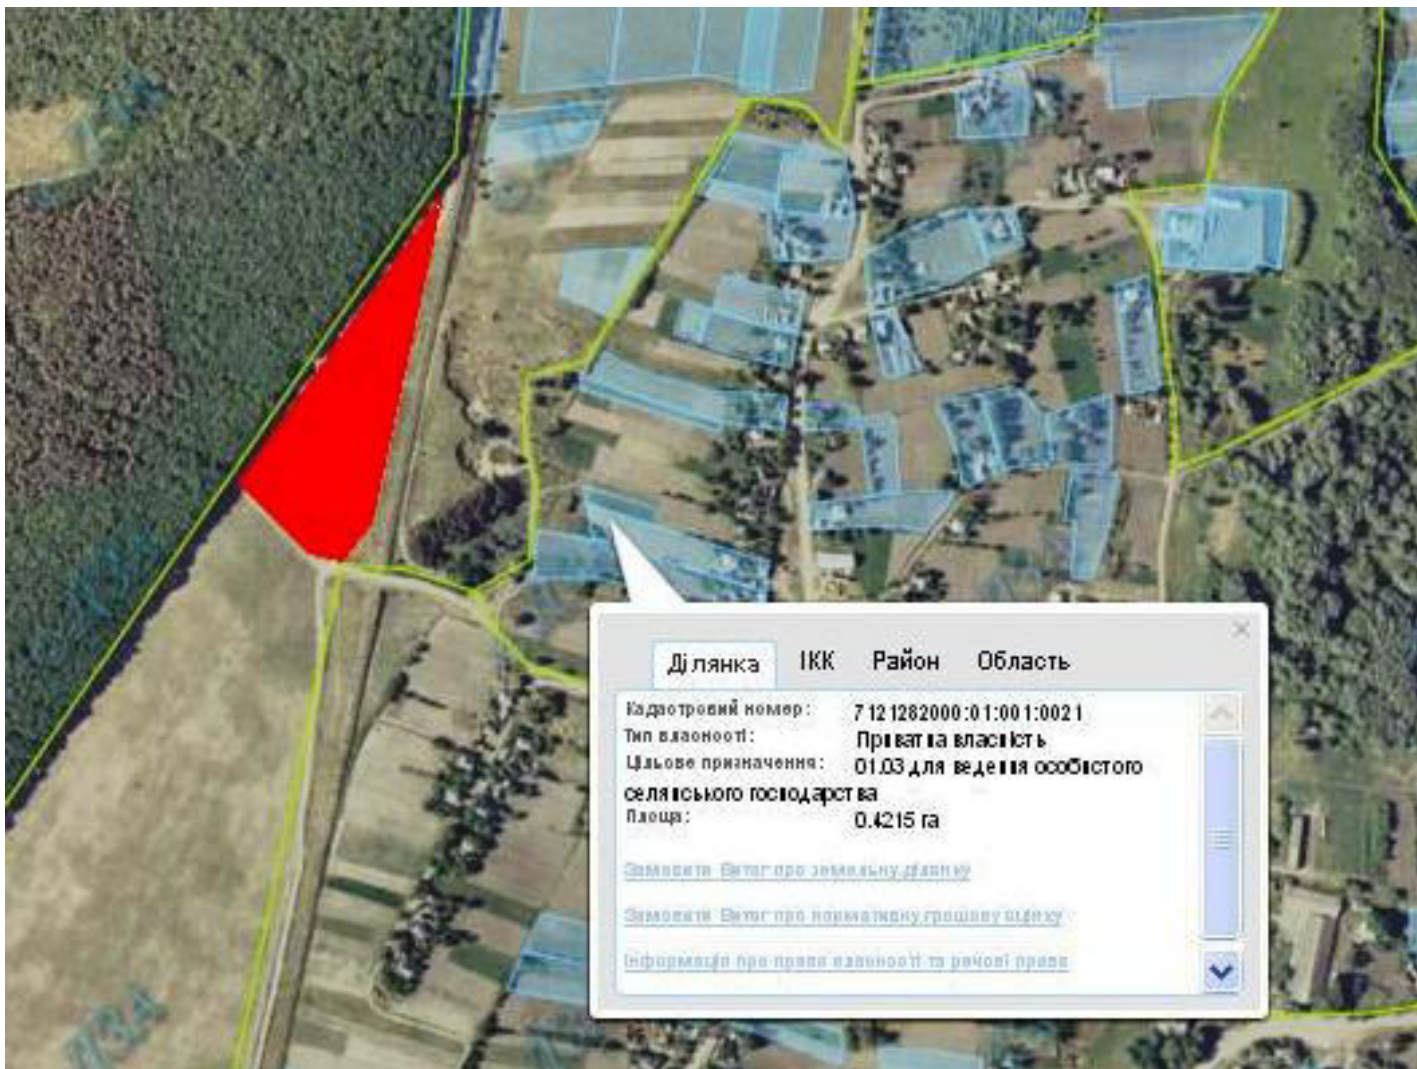 Ділянка ІКК Район Область
Кадастровий номер: 7121282000:01:001:0021
Тип власності: Приватна власність
Цільове призначення: 01.03 для ведення особистого
селянського господарства
Площа: 0.4215 га
Замовити Витяг про земельну ділянку
Замовити Витяг про нормативну грошову оцінку
Інформація про право власності та речові права